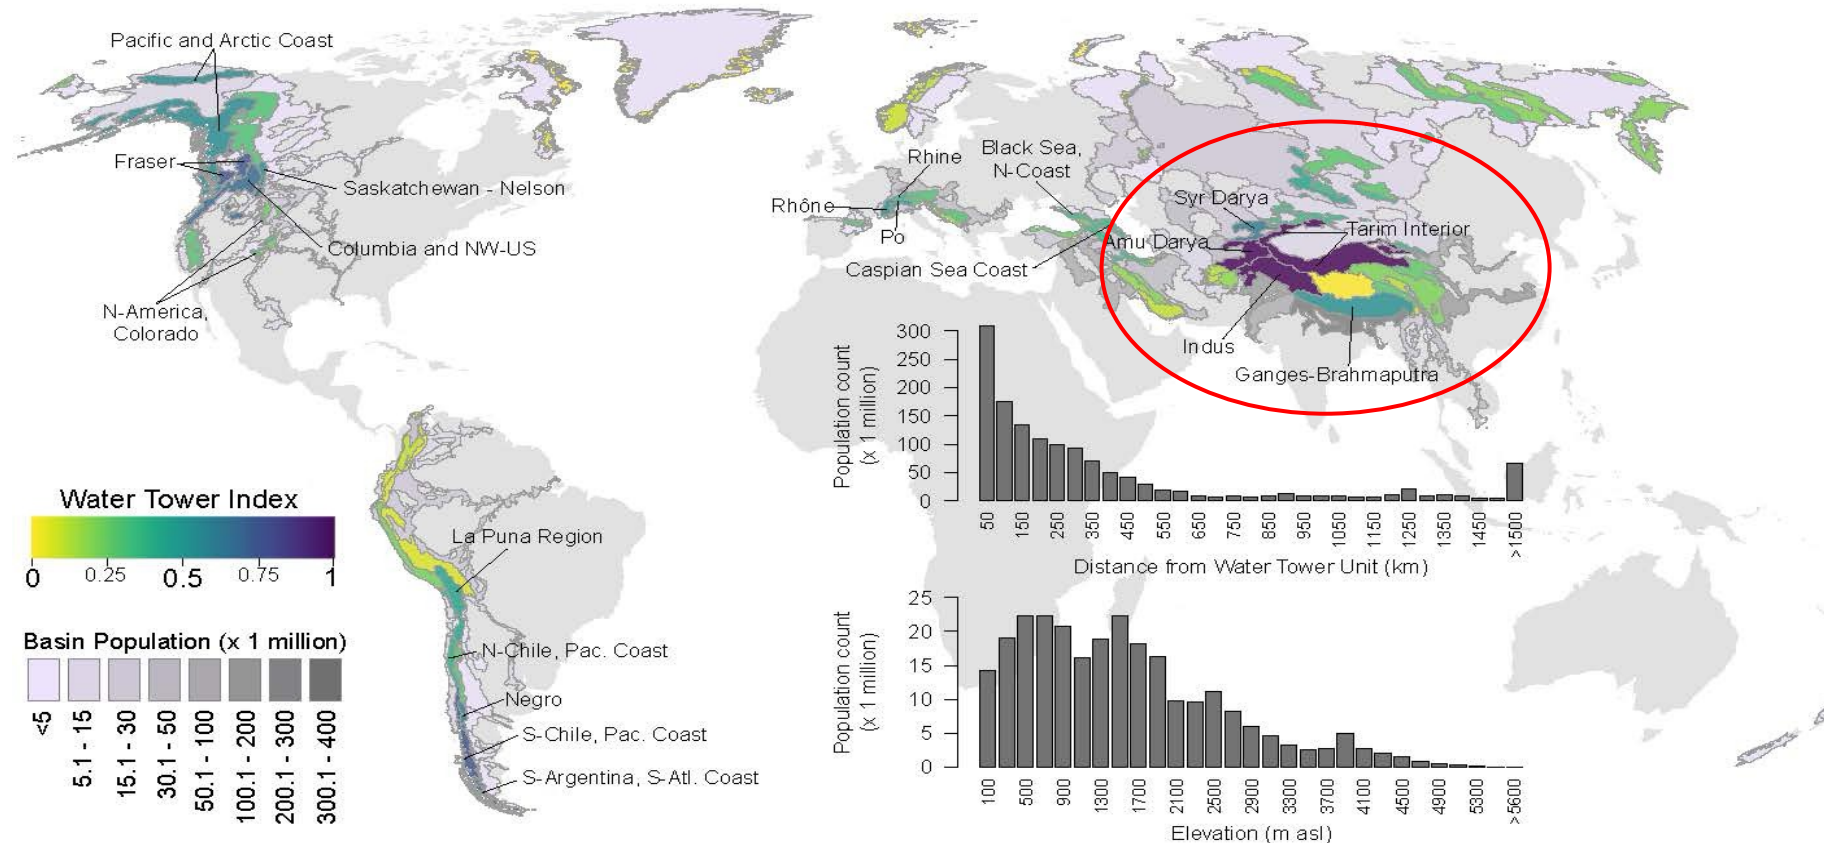 Pacific and Arctic Coast
Fraser
Saskatchewan - Nelson
Columbia and NW-US
N-America,
Colorado
Rhône
Rhine
Po
Black Sea,
N-Coast
Caspian Sea Coast
Syr Darya
Amu Darya
Tarim Interior
Indus
Ganges-Brahmaputra
La Puna Region
N-Chile, Pac. Coast
Negro
S-Chile, Pac. Coast
S-Argentina, S-Atl. Coast
Water Tower Index
0 0.25 0.5 0.75 1
Basin Population (x 1 million)
<5
5.1 - 15
15.1 - 30
30.1 - 50
50.1 - 100
100.1 - 200
200.1 - 300
300.1 - 400
Population count
(x 1 million)
300
250
200
150
100
50
0
50 150 250 350 450 550 650 750 850 950 1050 1150 1250 1350 1450 >1500
Distance from Water Tower Unit (km)
Population count
(x 1 million)
25
20
15
10
5
0
100 500 900 1300 1700 2100 2500 2900 3300 3700 4100 4500 4900 5300 >5600
Elevation (m asl)